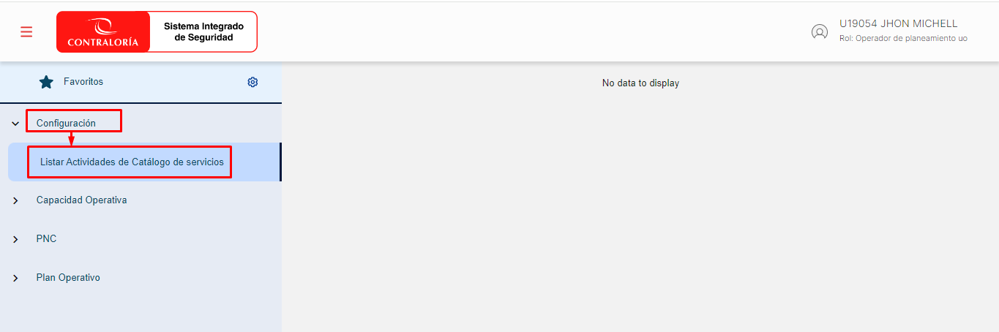 CONTRALORÍA
Sistema Integrado
de Seguridad
U19054 JHON MICHELL
Rol: Operador de planeamiento uo
Favoritos
No data to display
Configuración
Listar Actividades de Catálogo de servicios
Capacidad Operativa
PNC
Plan Operativo